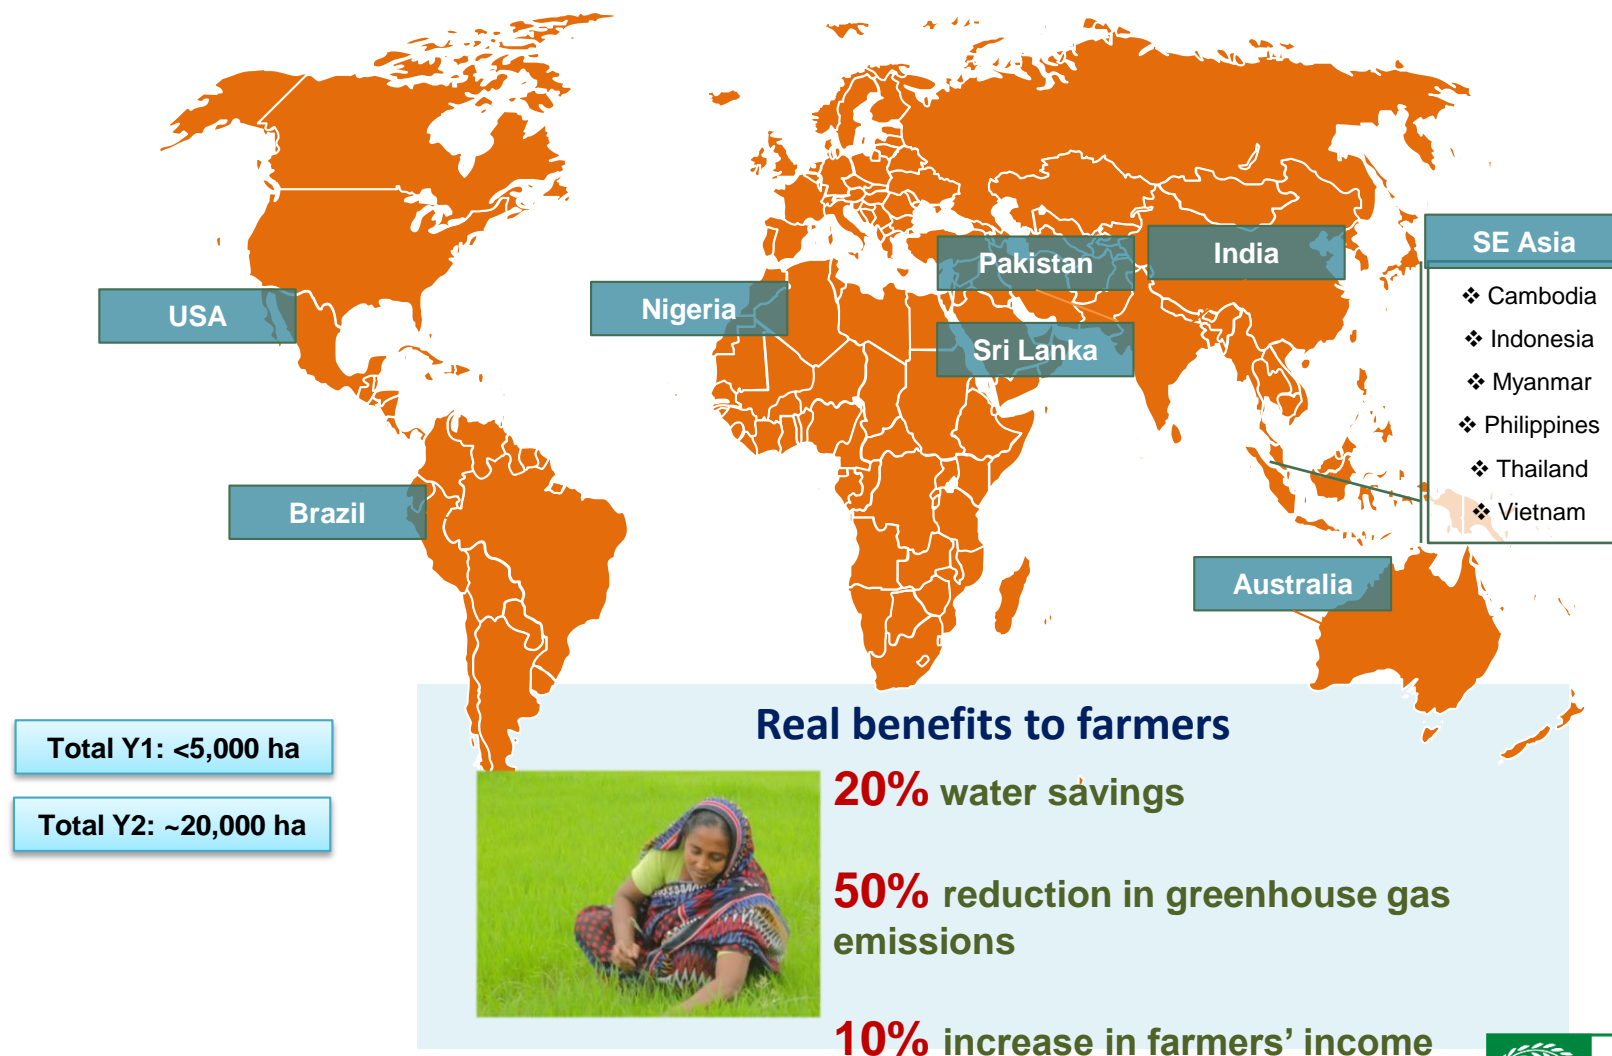 USA
Nigeria
Pakistan
India
SE Asia
❖ Cambodia
❖ Indonesia
❖ Myanmar
❖ Philippines
❖ Thailand
❖ Vietnam
Sri Lanka
Brazil
Australia
Total Y1: <5,000 ha
Total Y2: ~20,000 ha
Real benefits to farmers
20% water savings
50% reduction in greenhouse gas
emissions
10% increase in farmers’ income